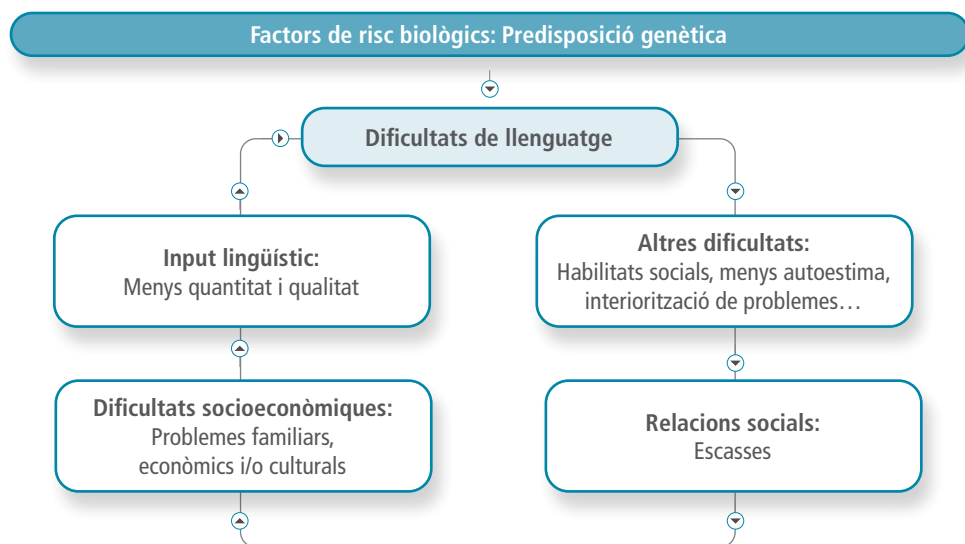 Factors de risc biològics: Predisposició genètica
Dificultats de llenguatge
Input lingüístic:
Menys quantitat i qualitat
Altres dificultats:
Habilitats socials, menys autoestima,
interiorització de problemes…
Dificultats socioeconòmiques:
Problemes familiars,
econòmics i/o culturals
Relacions socials:
Escasses